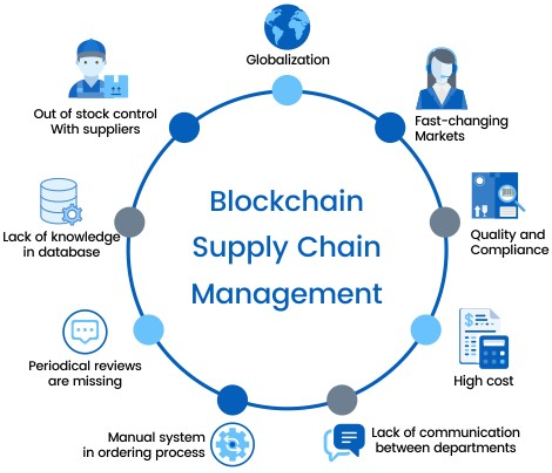 Globalization
Out of stock control
With suppliers
Fast-changing
Markets
Blockchain
Supply Chain
Management
Lack of knowledge
in database
Quality and
Compliance
Periodical reviews
are missing
High cost
Manual system
in ordering process
Lack of communication
between departments